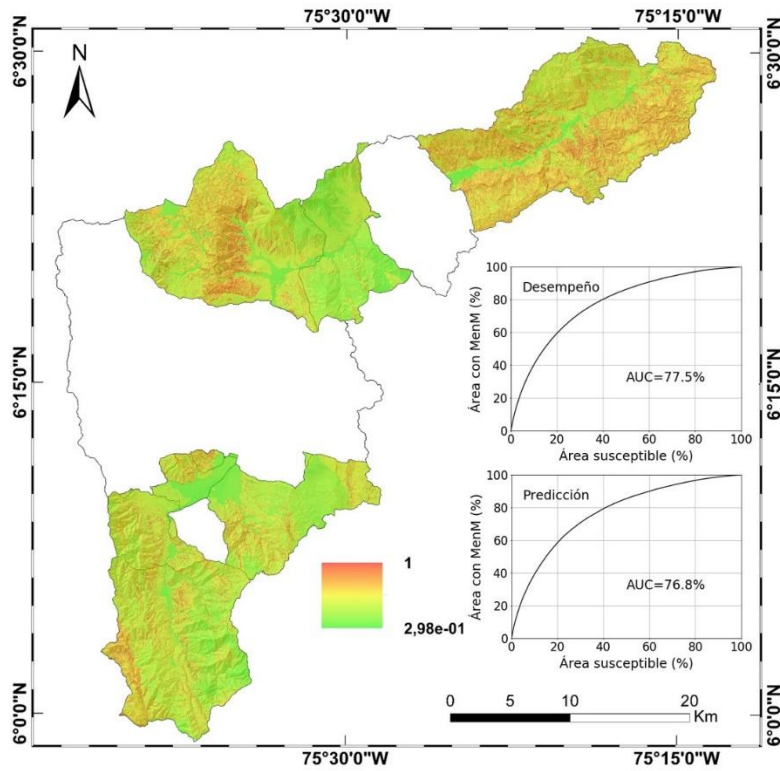 75°30'0"W
75°15'0"W
6°30'0"N
6°30'0"N
N
100
80
60
40
20
0
Desempeño
AUC=77.5%
Área con MenM (%)
0 20 40 60 80 100
Área susceptible (%)
6°15'0"N
6°15'0"N
100
80
60
40
20
0
Predicción
AUC=76.8%
Área con MenM (%)
0 20 40 60 80 100
Área susceptible (%)
1
2,98e-01
0 5 10 20
Km
6°0'0"N
6°0'0"N
75°30'0"W
75°15'0"W